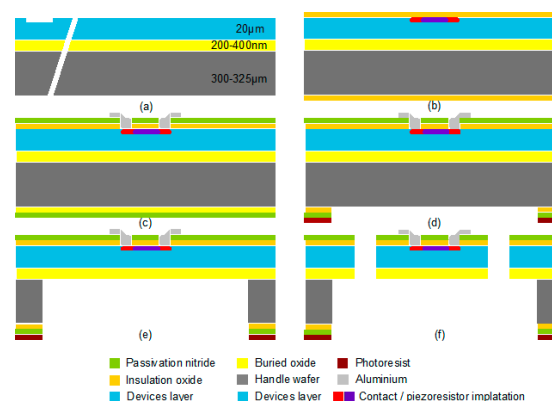 20µm
200-400nm
300-325µm
(a)
(b)
(c)
(d)
(e)
(f)
Passivation nitride
Buried oxide
Photoresist
Insulation oxide
Handle wafer
Aluminium
Devices layer
Devices layer
Contact / piezoresistor implatation